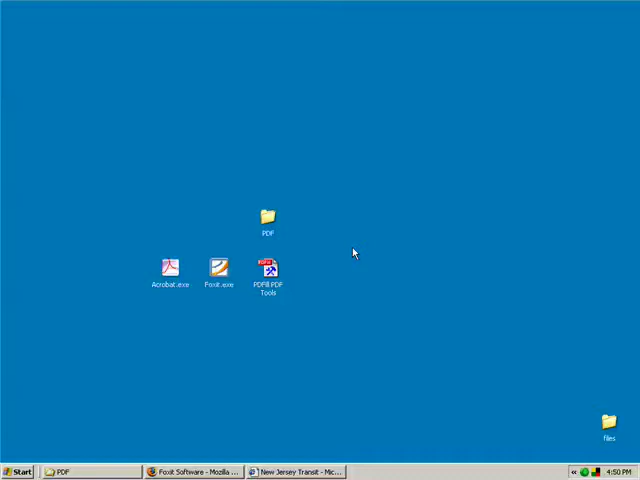 PDF
Acrobat.exe
Foxit.exe
PDFill PDF
Tools
files
Start
PDF
Foxit Software - Mozilla ...
New Jersey Transit - Mic...
4:50 PM